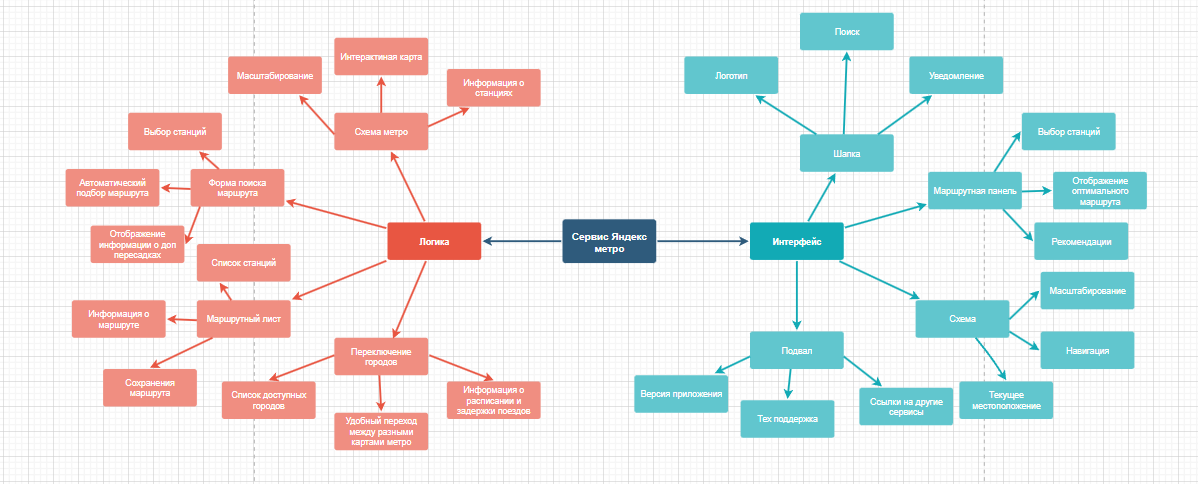 Поиск
Интерактиная карта
Масштабирование
Информация о
станциях
Логотип
Уведомление
Выбор станций
Схема метро
Выбор станций
Шапка
Автоматический
подбор маршрута
Форма поиска
маршрута
Маршрутная панель
Отображение
оптимального
маршрута
Отображение
информации о доп
пересадках
Логика
Сервис Яндекс
метро
Интерфейс
Рекомендации
Список станций
Масштабирование
Информация о
маршруте
Маршрутный лист
Схема
Переключение
городов
Подвал
Навигация
Сохранения
маршрута
Список доступных
городов
Информация о
расписании и
задержки поездов
Версия приложения
Ссылки на другие
сервисы
Текущее
местоположение
Удобный переход
между разными
картами метро
Тех поддержка